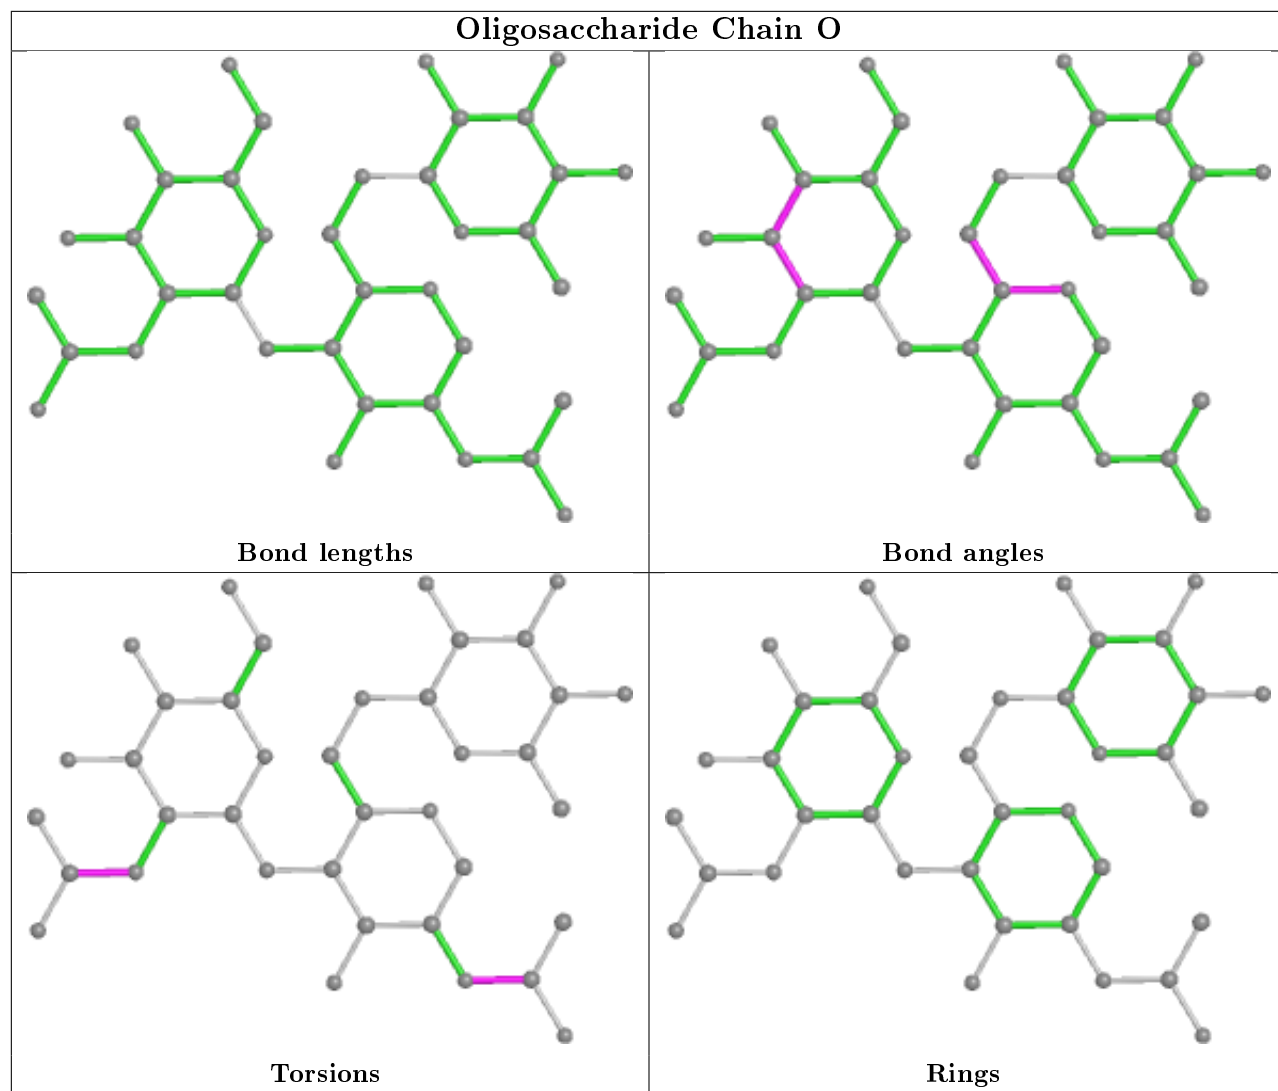 Oligosaccharide Chain O
Bond lengths
Bond angles
Torsions
Rings